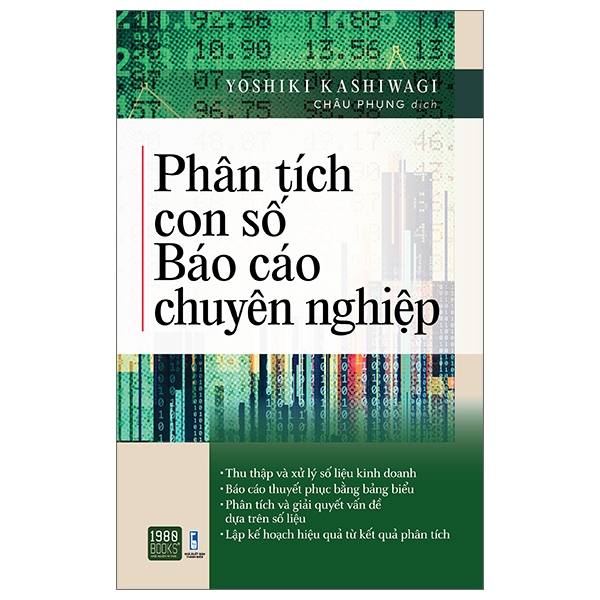 YOSHIKI KASHIWAGI
CHÂU PHỤNG dịch
Phân tích
con số
Báo cáo
chuyên nghiệp
• Thu thập và xử lý số liệu kinh doanh
• Báo cáo thuyết phục bằng bảng biểu
• Phân tích và giải quyết vấn đề
dựa trên số liệu
• Lập kế hoạch hiệu quả từ kết quả phân tích
1980
BOOKS